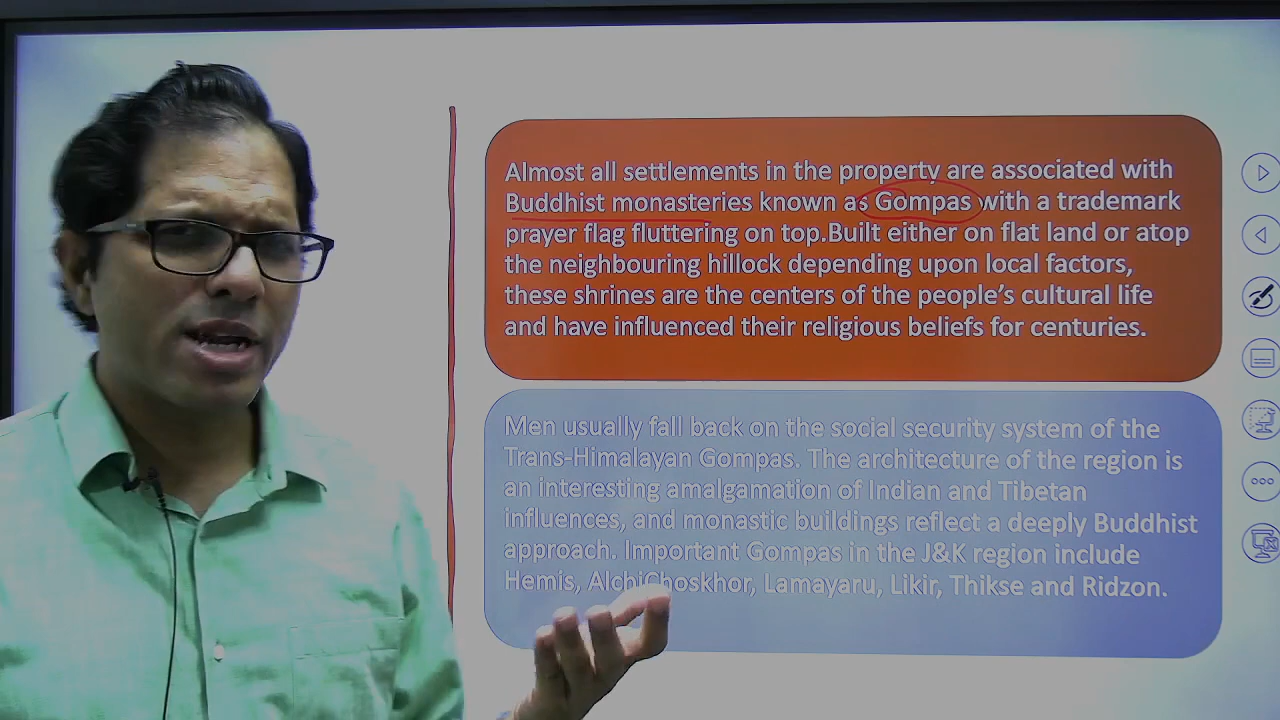 Almost all settlements in the property are associated with
Buddhist monasteries known as Gompas with a trademark
prayer flag fluttering on top.Built either on flat land or atop
the neighbouring hillock depending upon local factors,
these shrines are the centers of the people's cultural life
and have influenced their religious beliefs for centuries.
Men usually fall back on the social security system of the
Trans-Himalayan Gompas. The architecture of the region is
an interesting amalgamation of Indian and Tibetan
influences, and monastic buildings reflect a deeply Buddhist
approach. Important Gompas in the J&K region include
Hemis, AlchiChoskhor, Lamayaru, Likir, Thikse and Ridzon.